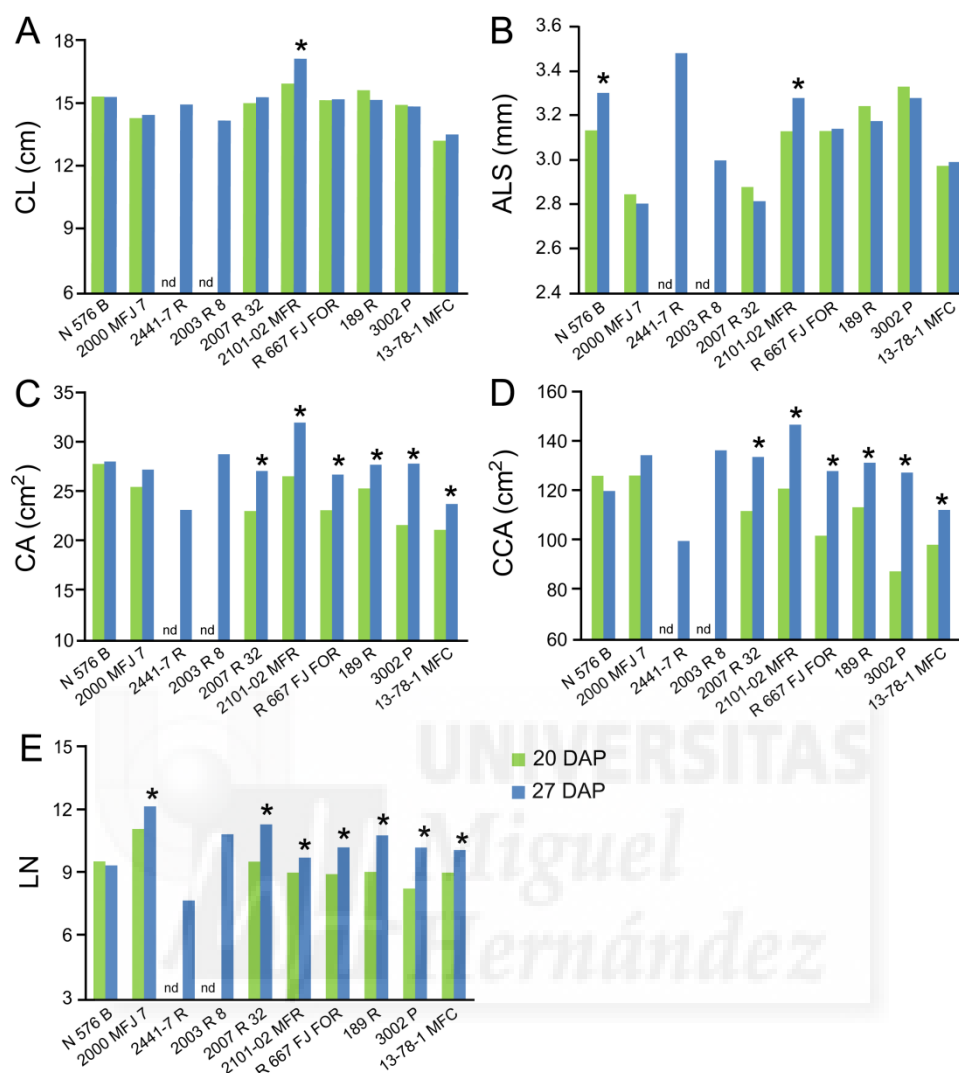 A
CL (cm)
18
15
12
9
6
*
nd
nd
N 576 B
2000 MFJ 7
2441-7 R
2003 R 8
2007 R 32
2101-02 MFR
R 667 FJ FOR
189 R
3002 P
13-78-1 MFC
B
ALS (mm)
3.6
3.4
3.2
3.0
2.8
2.6
2.4
*
*
nd
nd
N 576 B
2000 MFJ 7
2441-7 R
2003 R 8
2007 R 32
2101-02 MFR
R 667 FJ FOR
189 R
3002 P
13-78-1 MFC
C
CA (cm²)
35
30
25
20
10
*
*
*
*
*
*
nd
nd
N 576 B
2000 MFJ 7
2441-7 R
2003 R 8
2007 R 32
2101-02 MFR
R 667 FJ FOR
189 R
3002 P
13-78-1 MFC
D
CCA (cm²)
160
140
120
100
80
60
*
*
*
*
*
*
nd
nd
N 576 B
2000 MFJ 7
2441-7 R
2003 R 8
2007 R 32
2101-02 MFR
R 667 FJ FOR
189 R
3002 P
13-78-1 MFC
E
LN
15
12
9
6
3
*
*
*
*
*
*
*
nd
nd
N 576 B
2000 MFJ 7
2441-7 R
2003 R 8
2007 R 32
2101-02 MFR
R 667 FJ FOR
189 R
3002 P
13-78-1 MFC
20 DAP
27 DAP
UNIVERSITAS
Miguel
Hernández